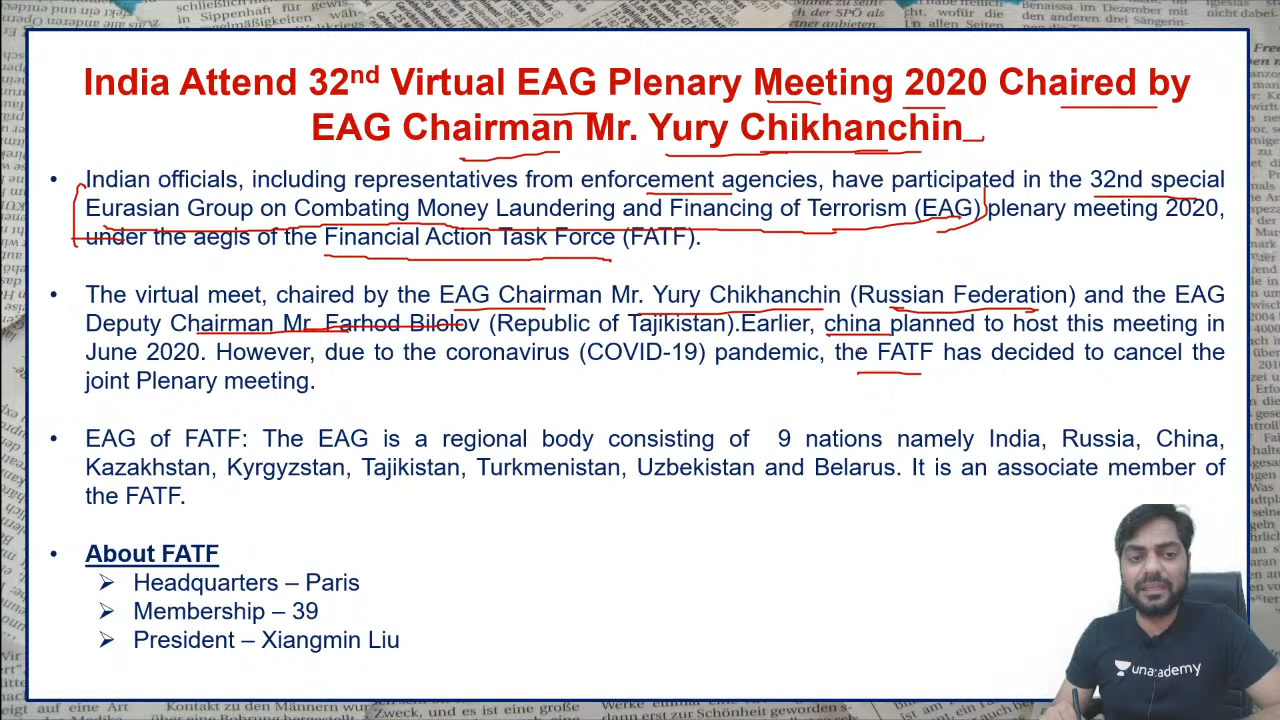 India Attend 32nd Virtual EAG Plenary Meeting 2020 Chaired by
EAG Chairman Mr. Yury Chikhanchin
• Indian officials, including representatives from enforcement agencies, have participated in the 32nd special
Eurasian Group on Combating Money Laundering and Financing of Terrorism (EAG) plenary meeting 2020,
under the aegis of the Financial Action Task Force (FATF).
• The virtual meet, chaired by the EAG Chairman Mr. Yury Chikhanchin (Russian Federation) and the EAG
Deputy Chairman Mr. Farhod Bilolov (Republic of Tajikistan).Earlier, china planned to host this meeting in
June 2020. However, due to the coronavirus (COVID-19) pandemic, the FATF has decided to cancel the
joint Plenary meeting.
• EAG of FATF: The EAG is a regional body consisting of 9 nations namely India, Russia, China,
Kazakhstan, Kyrgyzstan, Tajikistan, Turkmenistan, Uzbekistan and Belarus. It is an associate member of
the FATF.
• About FATF
➢ Headquarters – Paris
➢ Membership – 39
➢ President – Xiangmin Liu
unacademy